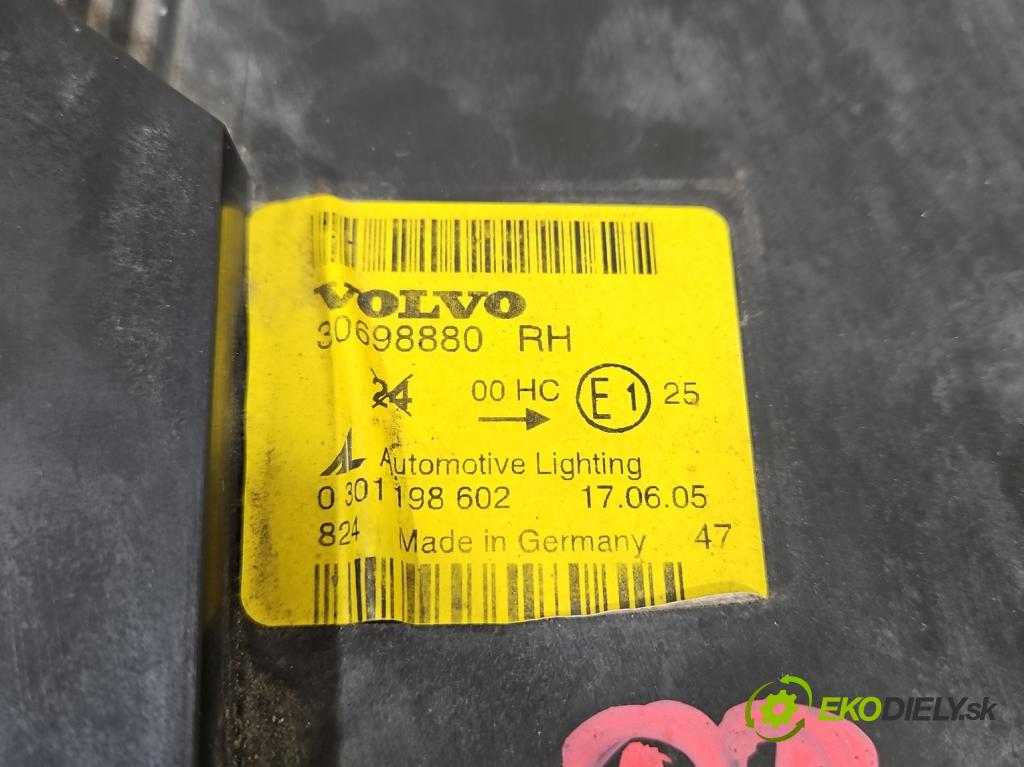 VOLVO
30698880 RH
24 00 HC E1 25
AL Automotive Lighting
0 301 198 602 17.06.05
824 Made in Germany 47
EKODIELY.sk